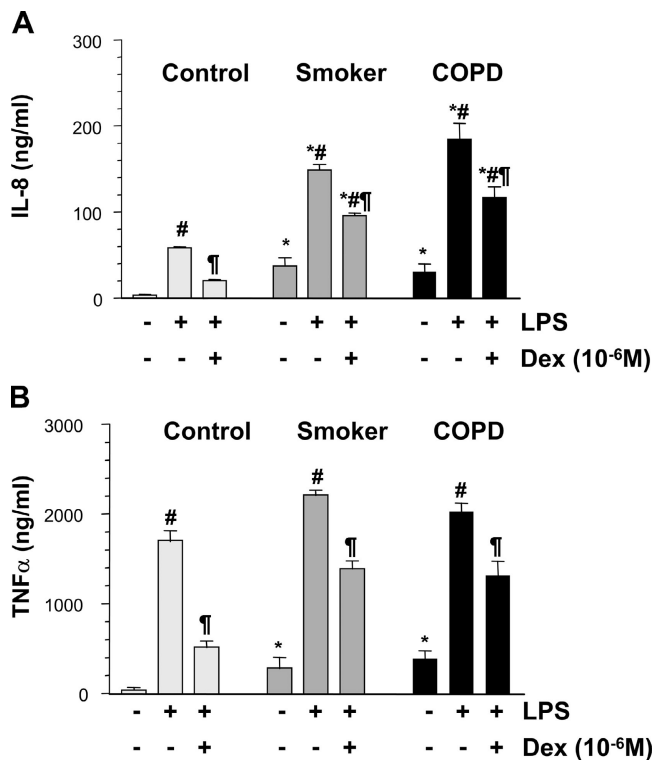 A
300
200
100
0
IL-8 (ng/ml)
Control Smoker COPD
# ¶ * *# *#¶ * *# *#¶
- + + - + + - + + LPS
- - + - - + - - + Dex (10⁻⁶M)
B
3000
2000
1000
0
TNFα (ng/ml)
Control Smoker COPD
# ¶ * # ¶ * # ¶
- + + - + + - + + LPS
- - + - - + - - + Dex (10⁻⁶M)